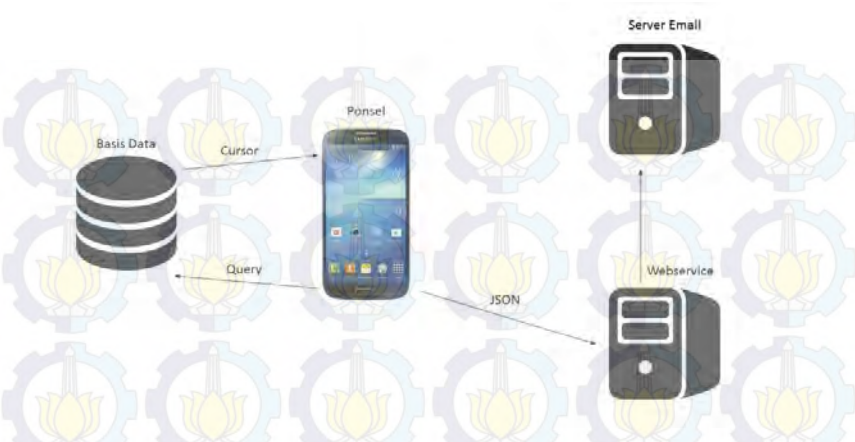 Server Email
Ponsel
Basis Data
Cursor
Query
Webservice
JSON